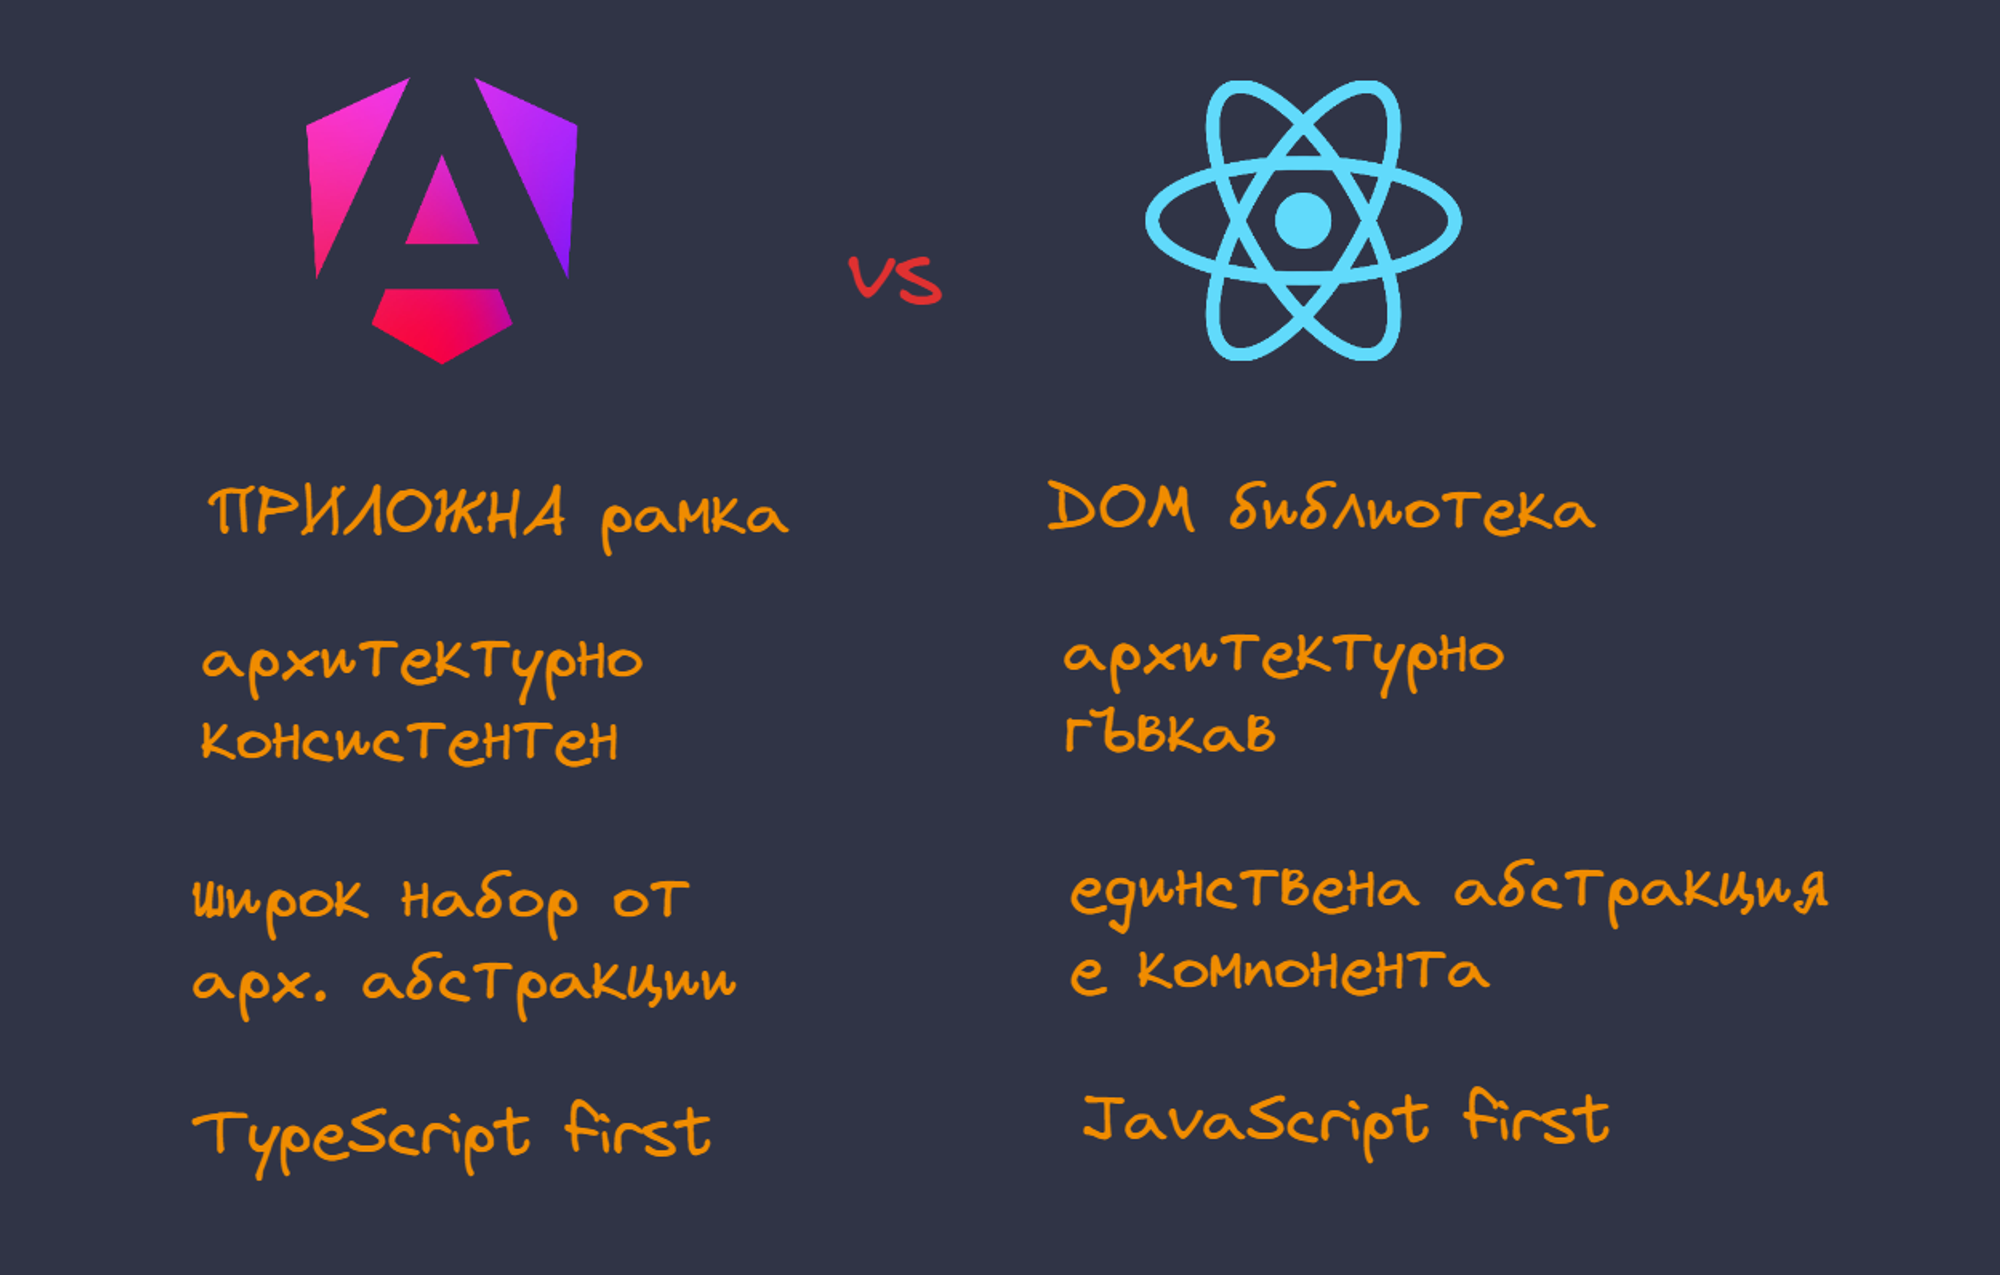 vs
ПРИЛОЖНА рамка
архитектурно
консистентен
широк набор от
арх. абстракции
TypeScript first
DOM библиотека
архитектурно
гъвкав
единствена абстракция
е компонента
JavaScript first